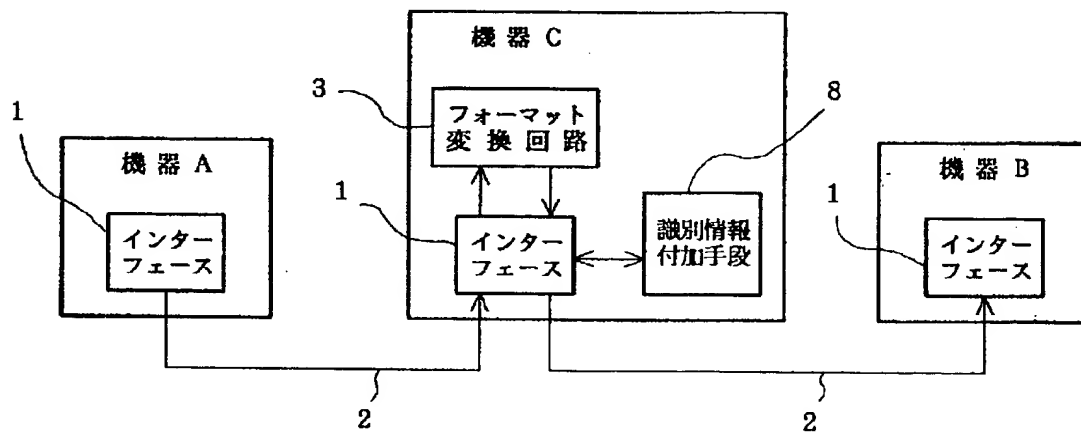 機器 C
3
フォーマット
変換回路
8
1
機器 A
インター
フェース
1
インター
フェース
識別情報
付加手段
機器 B
1
インター
フェース
2
2